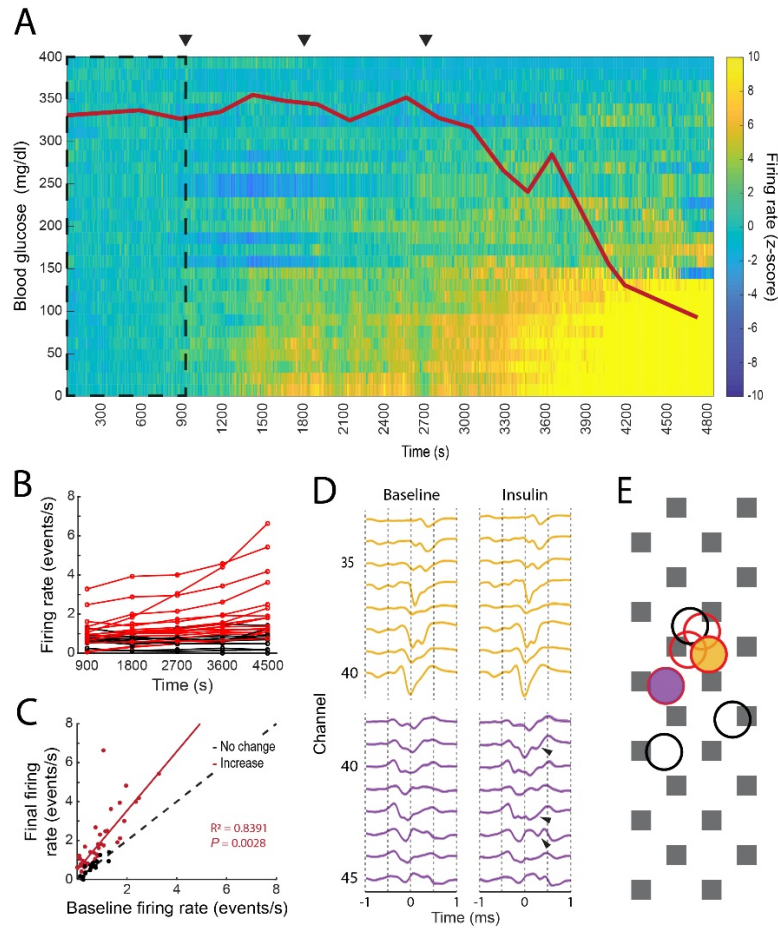 A
400
350
300
250
200
150
100
50
0
Blood glucose (mg/dl)
300
600
900
1200
1500
1800
2100
2400
2700
3000
3300
3600
3900
4200
4500
4800
Time (s)
10
8
6
4
2
0
-2
-4
-6
-8
-10
Firing rate (z-score)
B
8
6
4
2
0
Firing rate (events/s)
900 1800 2700 3600 4500
Time (s)
C
8
6
4
2
0
Final firing
rate (events/s)
No change
Increase
R² = 0.8391
P = 0.0028
2 4 6 8
Baseline firing rate (events/s)
D
Baseline Insulin
35
40
Channel
40
45
-1 0 1 -1 0 1
Time (ms)
E